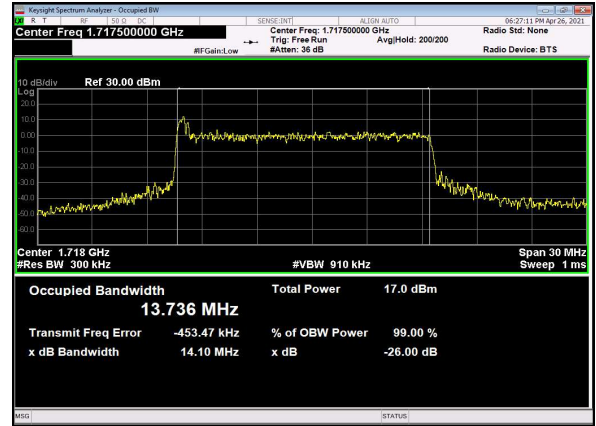 Keysight Spectrum Analyzer - Occupied BW
R T RF 50 Ω DC SENSE:INT ALIGN AUTO 06:27:11 PM Apr 26, 2021
Center Freq 1.717500000 GHz Center Freq: 1.717500000 GHz Radio Std: None
Trig: Free Run Avg|Hold: 200/200
#IFGain:Low #Atten: 36 dB Radio Device: BTS
10 dB/div Ref 30.00 dBm
Log
20.0
10.0
0.00
-10.0
-20.0
-30.0
-40.0
-50.0
-60.0
Center 1.718 GHz Span 30 MHz
#Res BW 300 kHz #VBW 910 kHz Sweep 1 ms
Occupied Bandwidth Total Power 17.0 dBm
13.736 MHz
Transmit Freq Error -453.47 kHz % of OBW Power 99.00 %
x dB Bandwidth 14.10 MHz x dB -26.00 dB
MSG STATUS